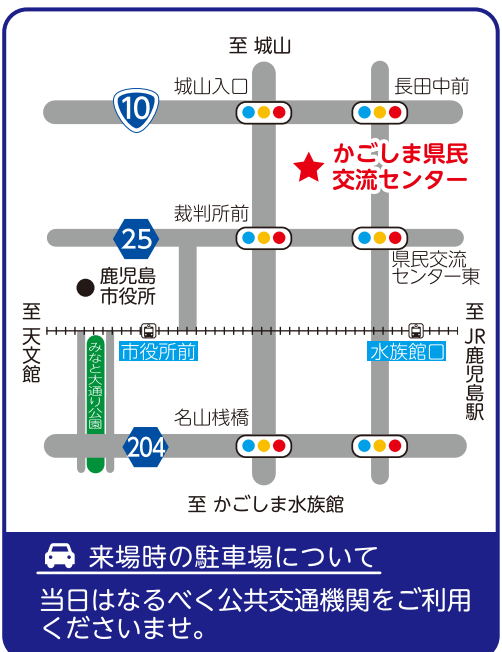 至 城山
城山入口
長田中前
10
かごしま県民
交流センター
裁判所前
25
県民交流
センター東
鹿児島
市役所
至 天文館
至 JR鹿児島駅
市役所前
水族館口
みなと大通り公園
名山桟橋
204
至 かごしま水族館
来場時の駐車場について
当日はなるべく公共交通機関をご利用
くださいませ。